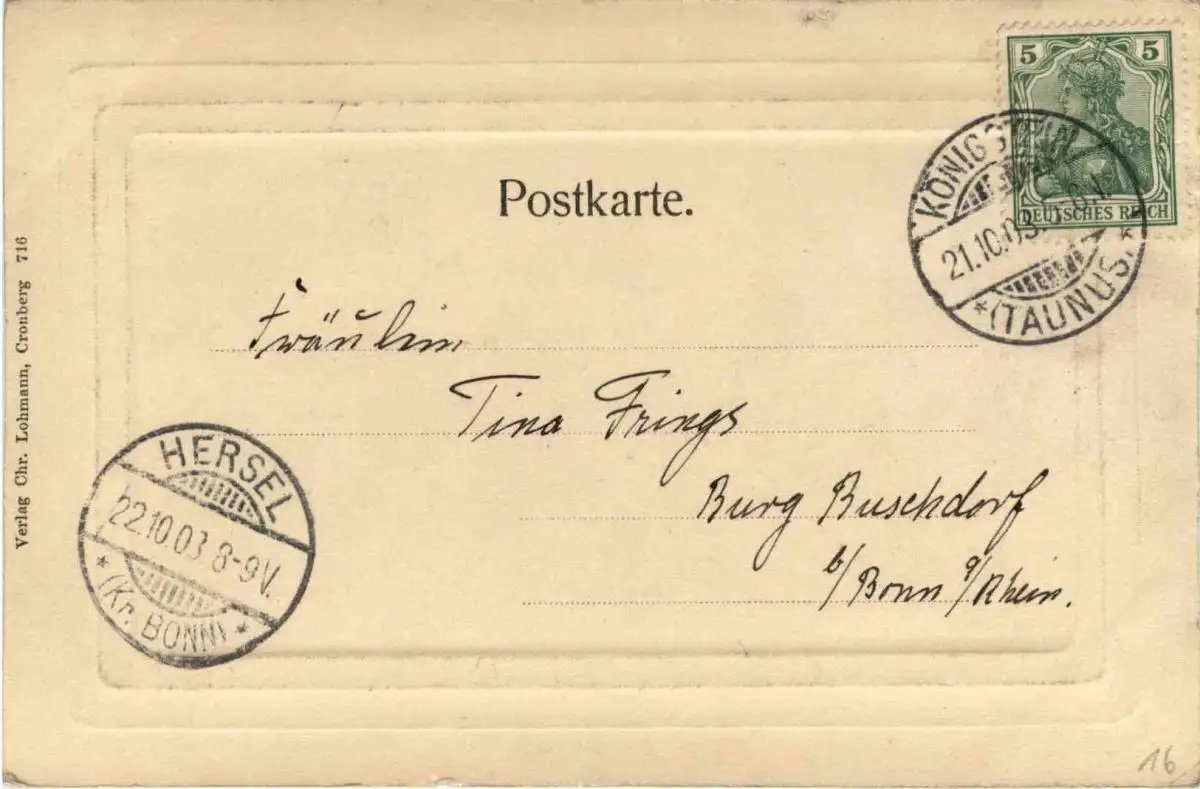 5 5
DEUTSCHES REICH
KÖNIGSTEIN
21.10.03.
*(TAUNUS)*
Postkarte.
Fräulein
Tina Frings
Burg Buschdorf
b/Bonn a/Rhein.
HERSEL
22.10.03 8-9V.
* (Kr. BONN) *
Verlag Chr. Lohmann, Cronberg 716
16